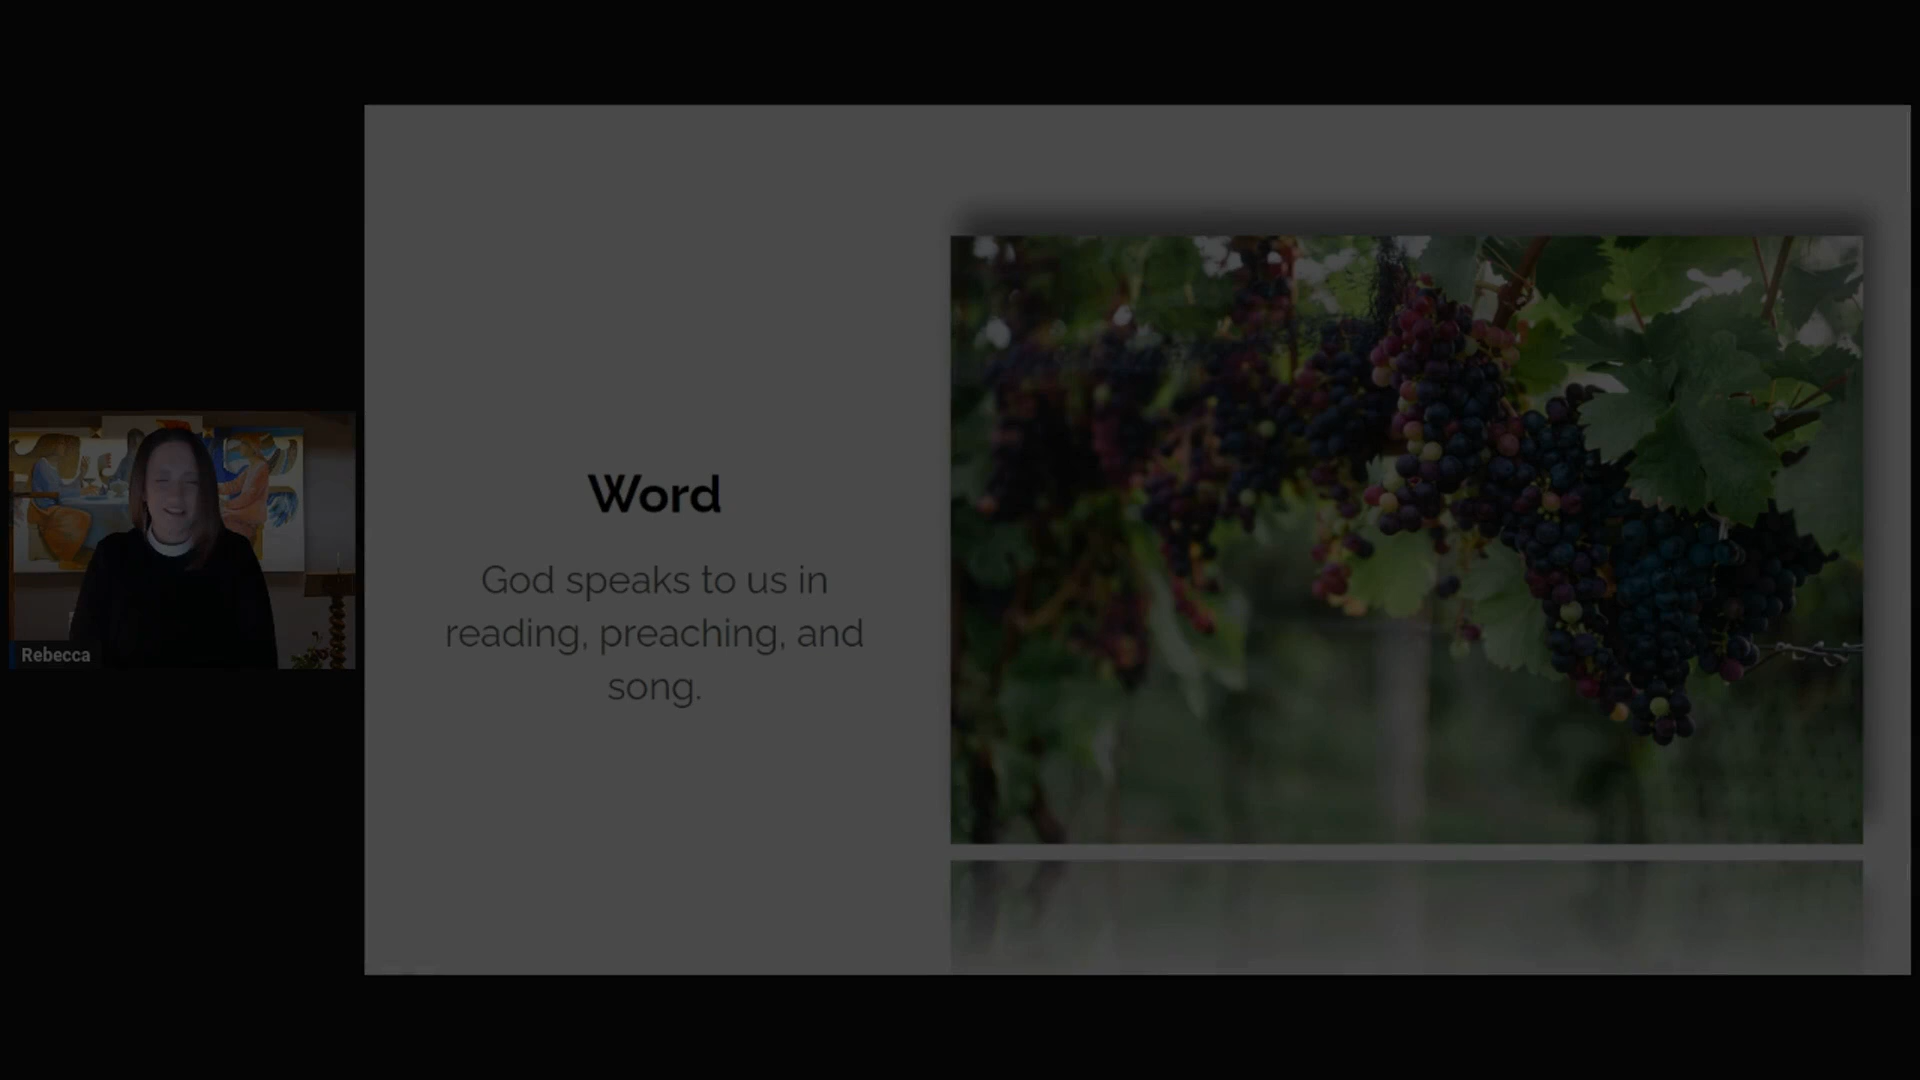 Word
God speaks to us in
reading, preaching, and
song.
Rebecca